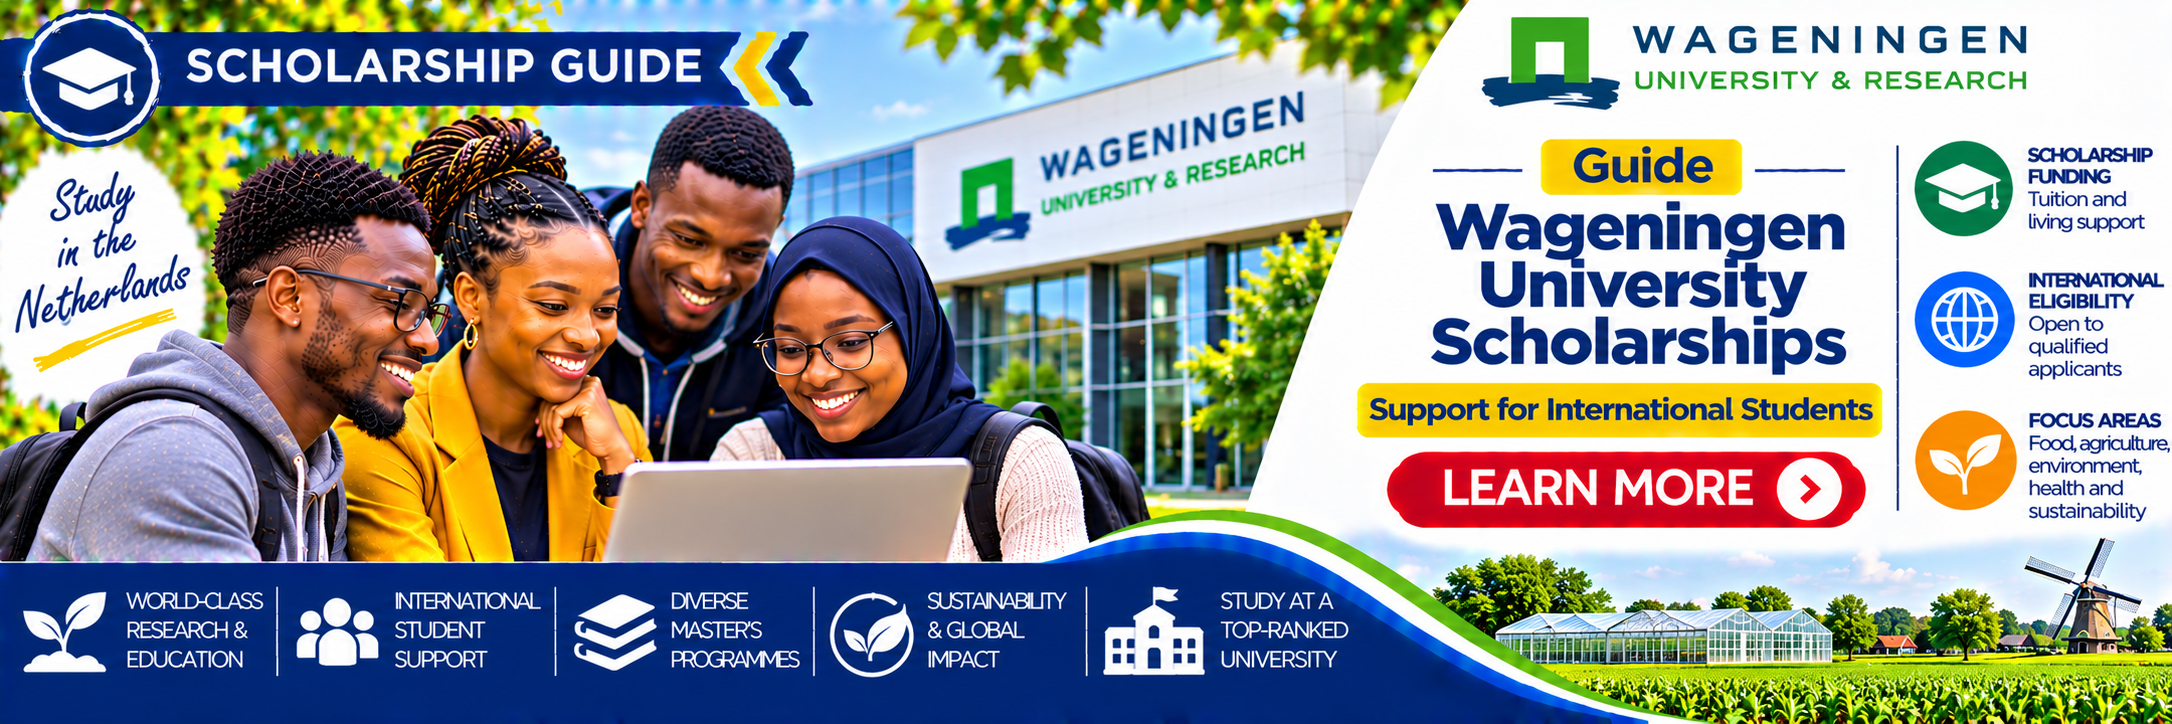 SCHOLARSHIP GUIDE
Study
in the
Netherlands
WAGENINGEN
UNIVERSITY & RESEARCH
WAGENINGEN
UNIVERSITY & RESEARCH
Guide
Wageningen
University
Scholarships
Support for International Students
LEARN MORE
SCHOLARSHIP
FUNDING
Tuition and
living support
INTERNATIONAL
ELIGIBILITY
Open to
qualified
applicants
FOCUS AREAS
Food, agriculture,
environment,
health and
sustainability
WORLD-CLASS
RESEARCH &
EDUCATION
INTERNATIONAL
STUDENT
SUPPORT
DIVERSE
MASTER'S
PROGRAMMES
SUSTAINABILITY
& GLOBAL
IMPACT
STUDY AT A
TOP-RANKED
UNIVERSITY